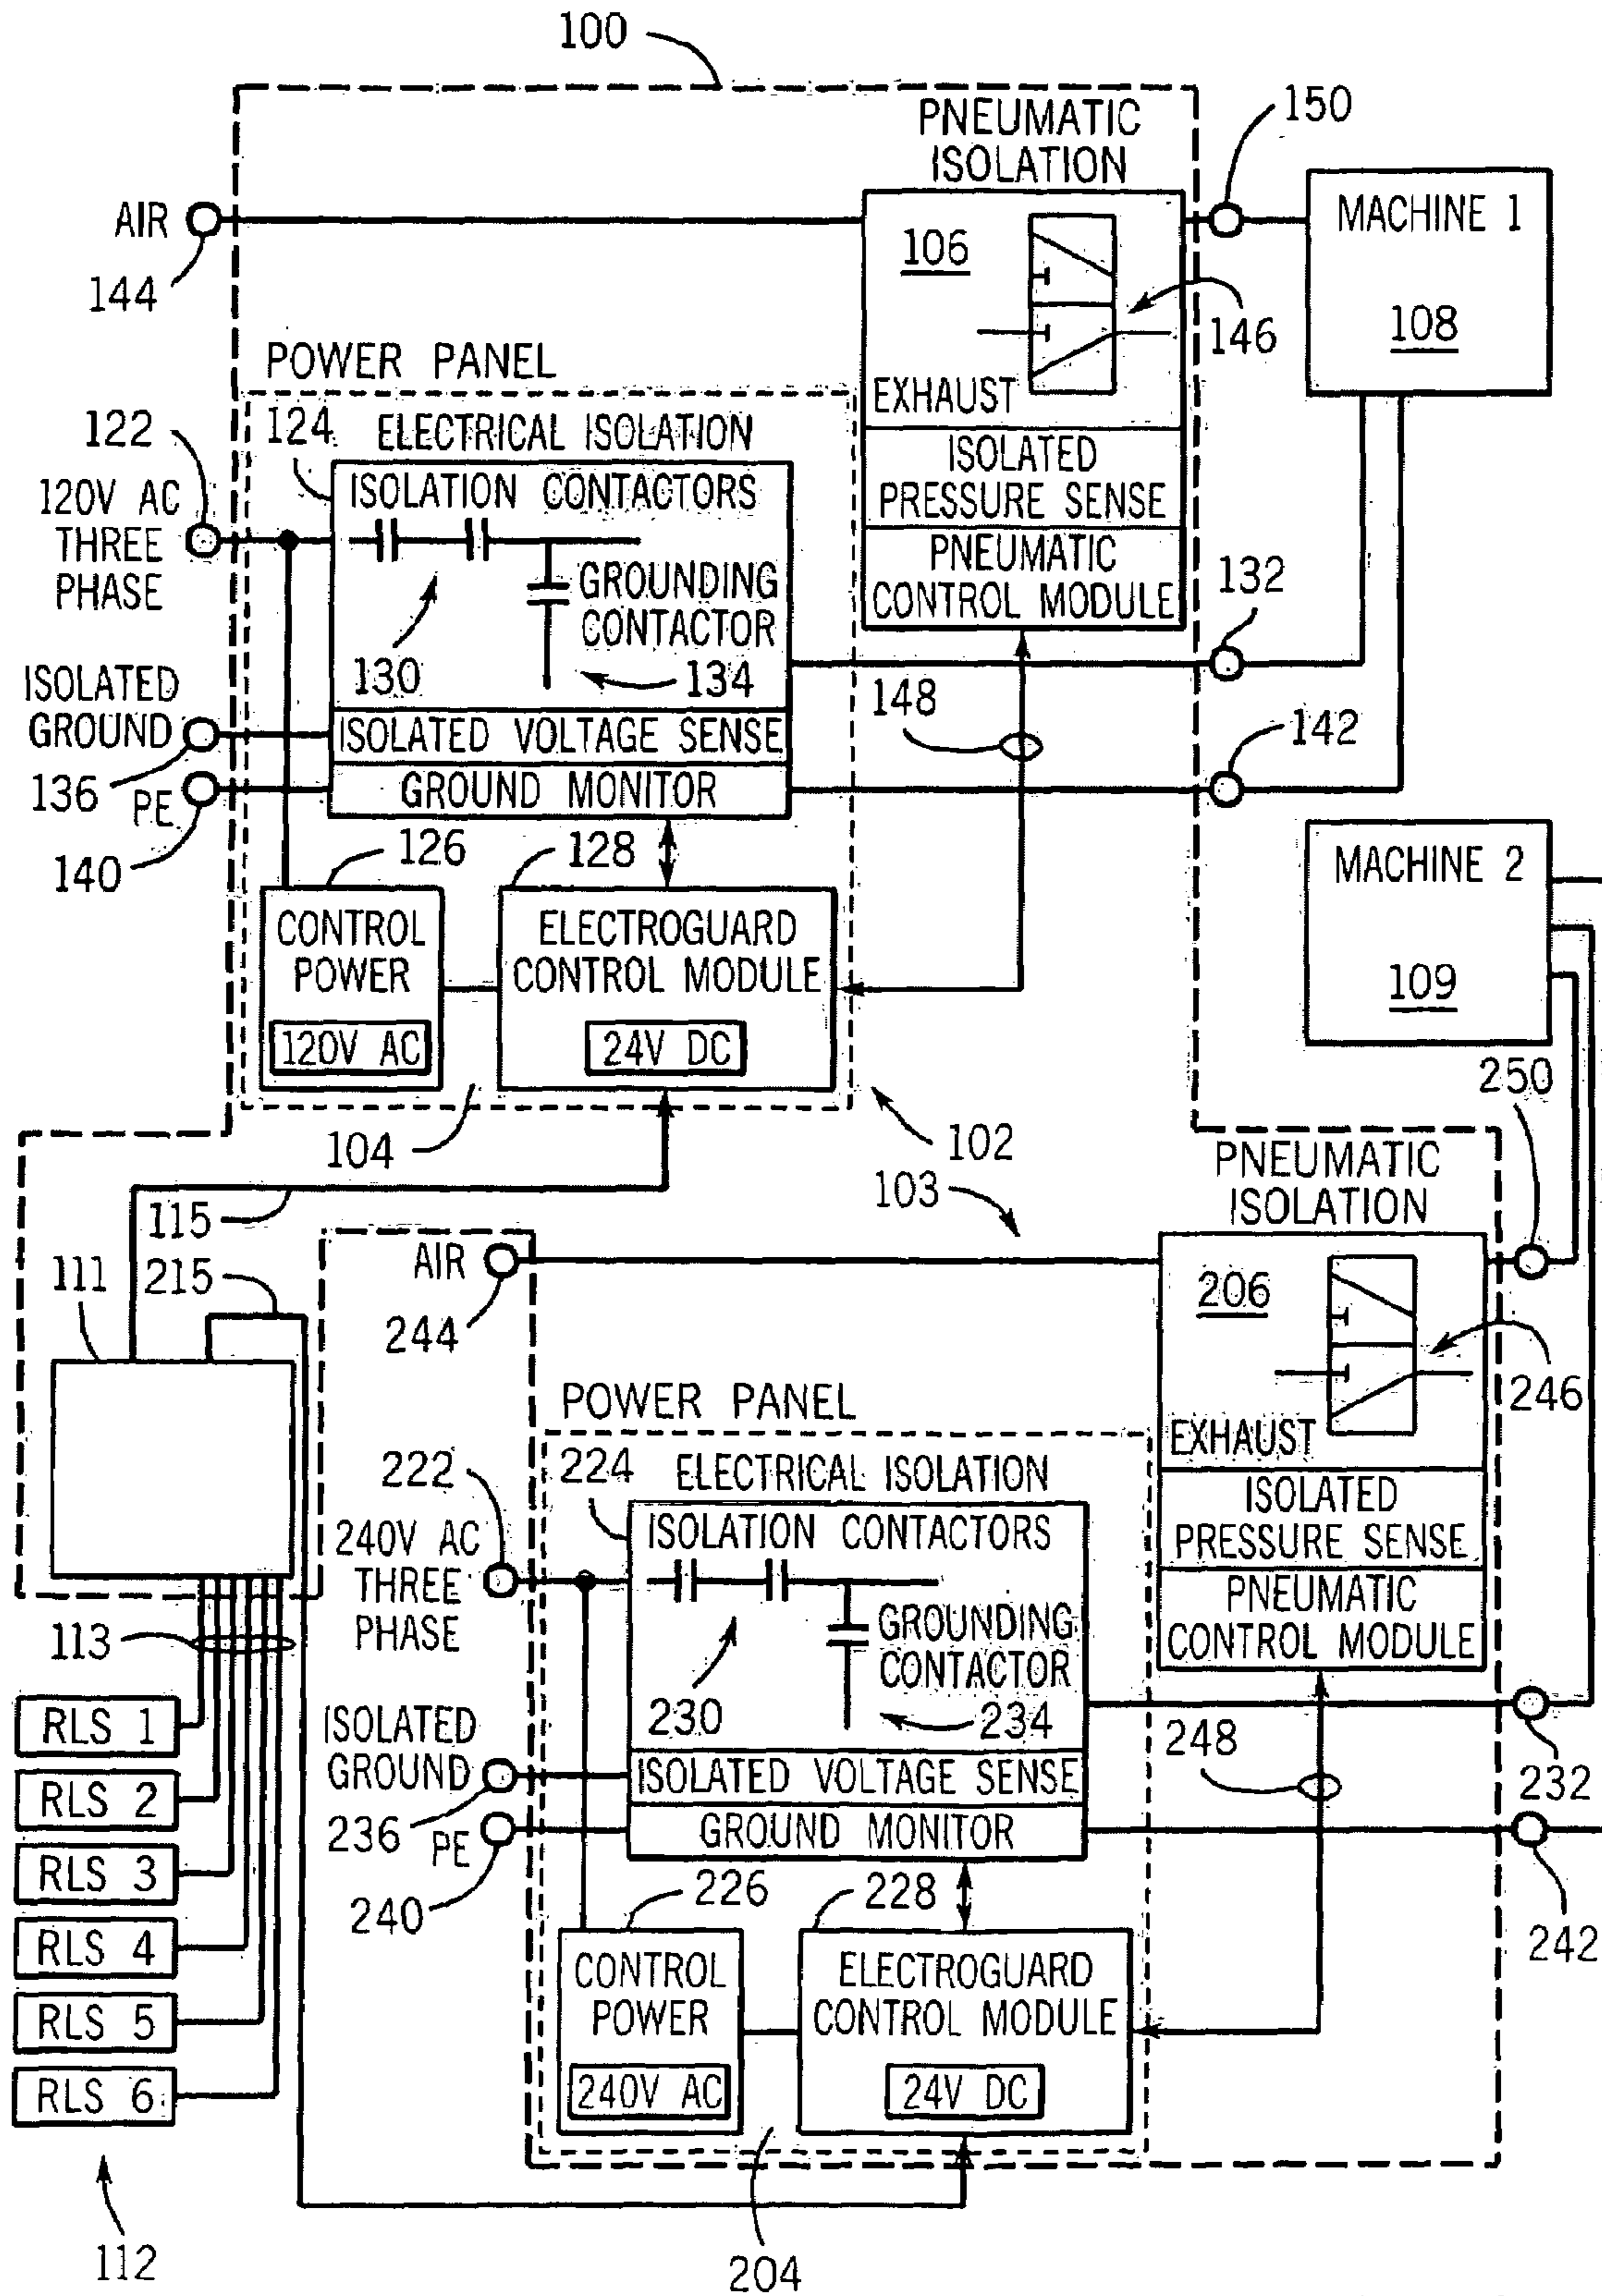 100
PNEUMATIC
ISOLATION
150
AIR
144
106
146
EXHAUST
ISOLATED
PRESSURE SENSE
PNEUMATIC
CONTROL MODULE
MACHINE 1
108
POWER PANEL
122
120V AC
THREE
PHASE
124
ELECTRICAL ISOLATION
ISOLATION CONTACTORS
GROUNDING
CONTACTOR
130
134
132
148
ISOLATED
GROUND
136
ISOLATED VOLTAGE SENSE
142
PE
140
GROUND MONITOR
126
128
CONTROL
POWER
120V AC
ELECTROGUARD
CONTROL MODULE
24V DC
MACHINE 2
109
250
104
102
103
115
215
111
PNEUMATIC
ISOLATION
AIR
244
206
246
EXHAUST
ISOLATED
PRESSURE SENSE
PNEUMATIC
CONTROL MODULE
POWER PANEL
222
240V AC
THREE
PHASE
224
ELECTRICAL ISOLATION
ISOLATION CONTACTORS
GROUNDING
CONTACTOR
230
234
113
232
248
ISOLATED
GROUND
236
ISOLATED VOLTAGE SENSE
242
PE
240
GROUND MONITOR
226
228
CONTROL
POWER
240V AC
ELECTROGUARD
CONTROL MODULE
24V DC
RLS 1
RLS 2
RLS 3
RLS 4
RLS 5
RLS 6
112
204